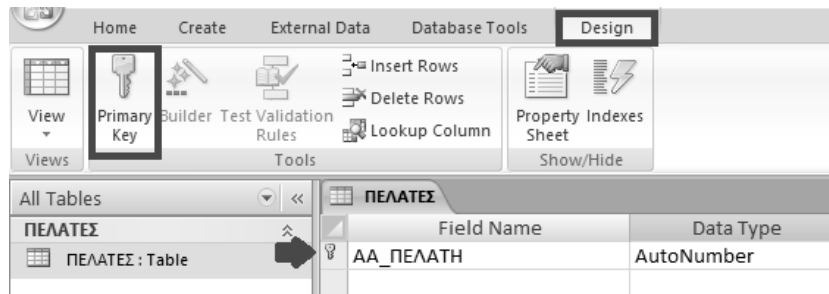 Home Create External Data Database Tools Design
View Primary Key Builder Test Validation Rules Insert Rows Delete Rows Lookup Column Property Sheet Indexes
Views Tools Show/Hide
All Tables « ΠΕΛΑΤΕΣ
ΠΕΛΑΤΕΣ Field Name Data Type
ΠΕΛΑΤΕΣ : Table ΑΑ_ΠΕΛΑΤΗ AutoNumber